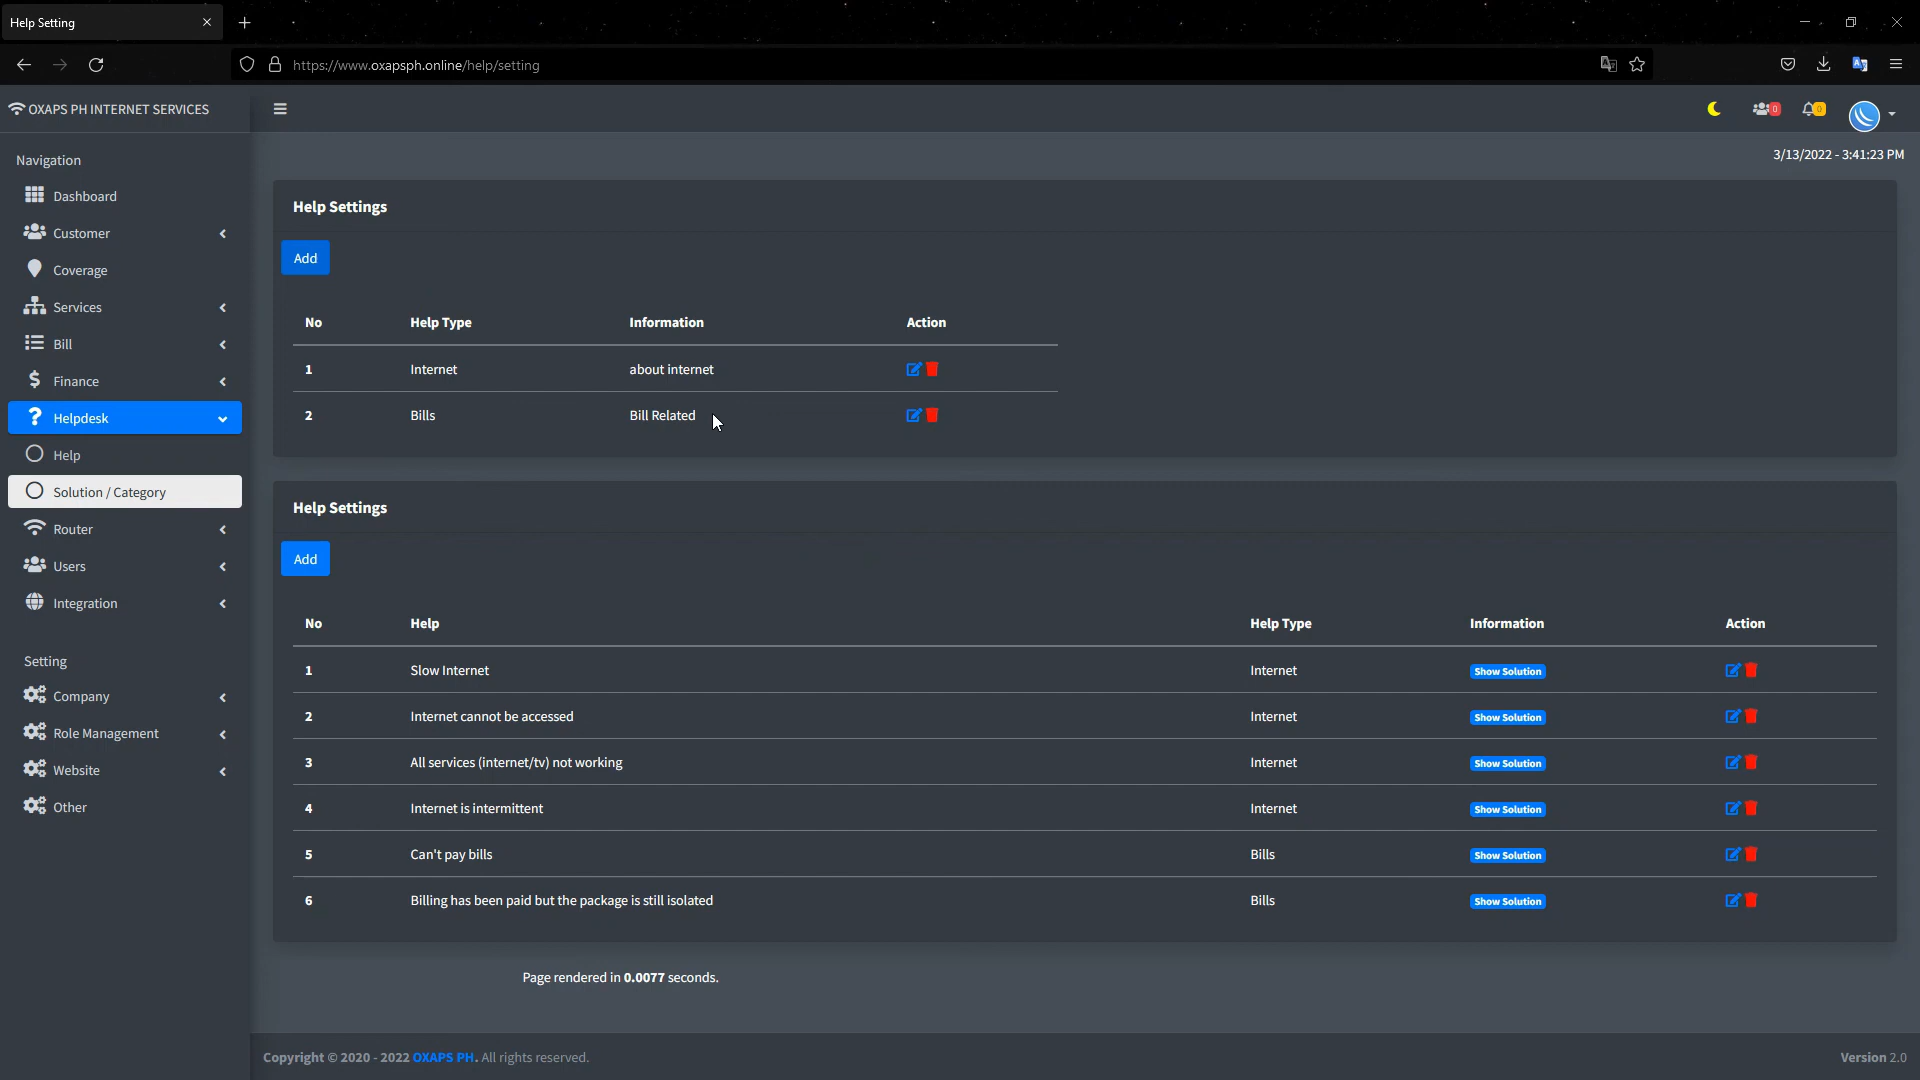 Help Setting
https://www.oxapsph.online/help/setting
OXAPS PH INTERNET SERVICES
0
0
3/13/2022 - 3:41:23 PM
Navigation
Dashboard
Customer
Coverage
Services
Bill
Finance
Helpdesk
Help
Solution / Category
Router
Users
Integration
Setting
Company
Role Management
Website
Other
Help Settings
Add
No Help Type Information Action
1 Internet about internet
2 Bills Bill Related
Help Settings
Add
No Help Help Type Information Action
1 Slow Internet Internet Show Solution
2 Internet cannot be accessed Internet Show Solution
3 All services (internet/tv) not working Internet Show Solution
4 Internet is intermittent Internet Show Solution
5 Can't pay bills Bills Show Solution
6 Billing has been paid but the package is still isolated Bills Show Solution
Page rendered in 0.0077 seconds.
Copyright © 2020 - 2022 OXAPS PH. All rights reserved.
Version 2.0